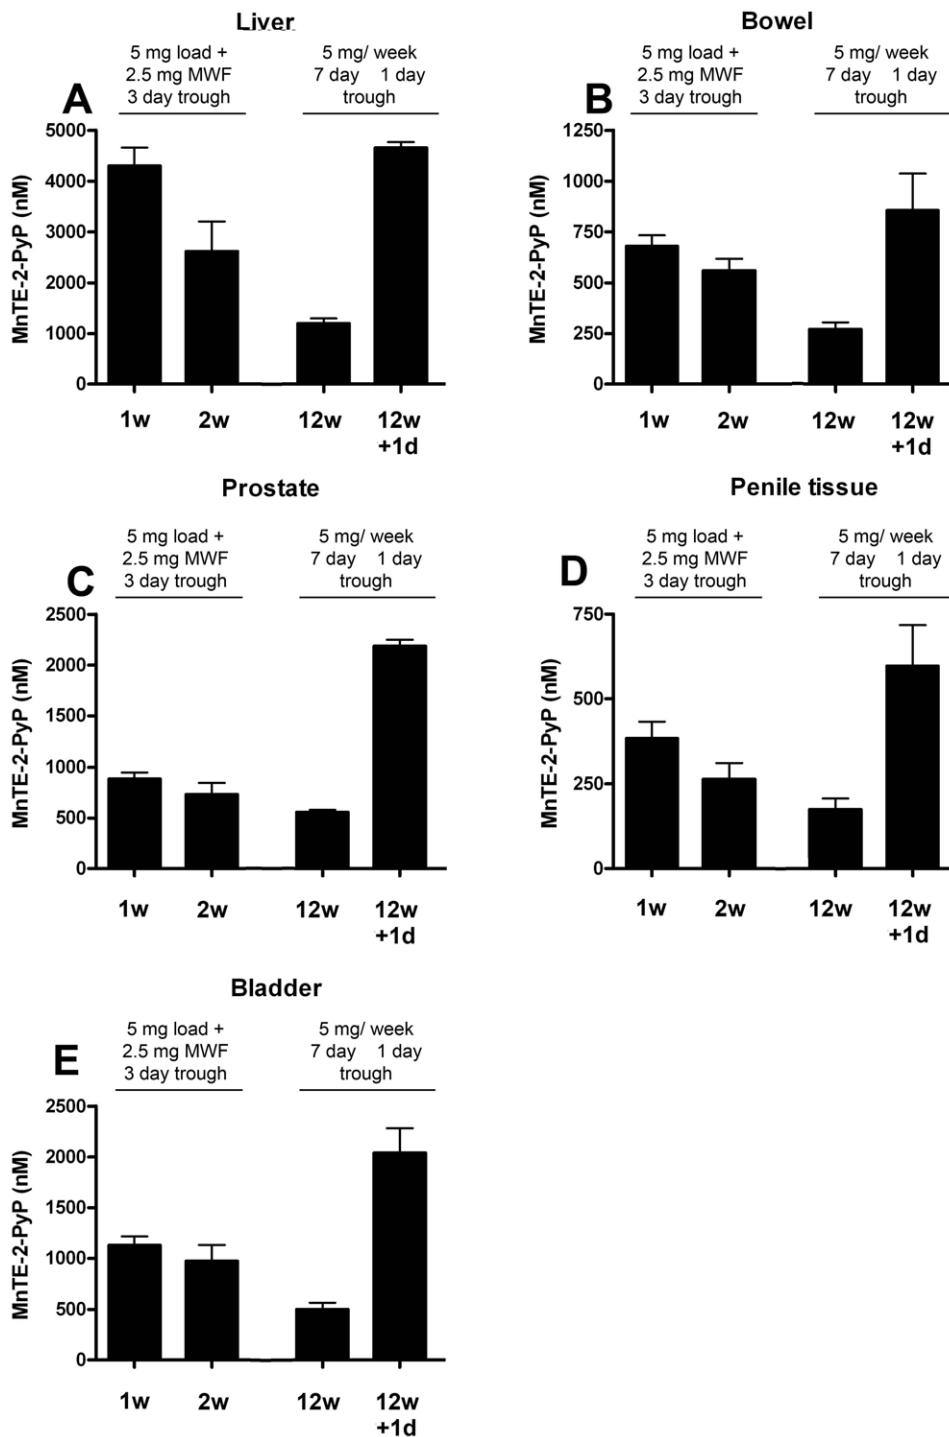 Liver
5 mg load +
2.5 mg MWF
3 day trough
5 mg/ week
7 day 1 day
trough
A
MnTE-2-PyP (nM)
5000
4000
3000
2000
1000
0
1w
2w
12w
12w
+1d
Bowel
5 mg load +
2.5 mg MWF
3 day trough
5 mg/ week
7 day 1 day
trough
B
MnTE-2-PyP (nM)
1250
1000
750
500
250
0
1w
2w
12w
12w
+1d
Prostate
5 mg load +
2.5 mg MWF
3 day trough
5 mg/ week
7 day 1 day
trough
C
MnTE-2-PyP (nM)
2500
2000
1500
1000
500
0
1w
2w
12w
12w
+1d
Penile tissue
5 mg load +
2.5 mg MWF
3 day trough
5 mg/ week
7 day 1 day
trough
D
MnTE-2-PyP (nM)
750
500
250
0
1w
2w
12w
12w
+1d
Bladder
5 mg load +
2.5 mg MWF
3 day trough
5 mg/ week
7 day 1 day
trough
E
MnTE-2-PyP (nM)
2500
2000
1500
1000
500
0
1w
2w
12w
12w
+1d